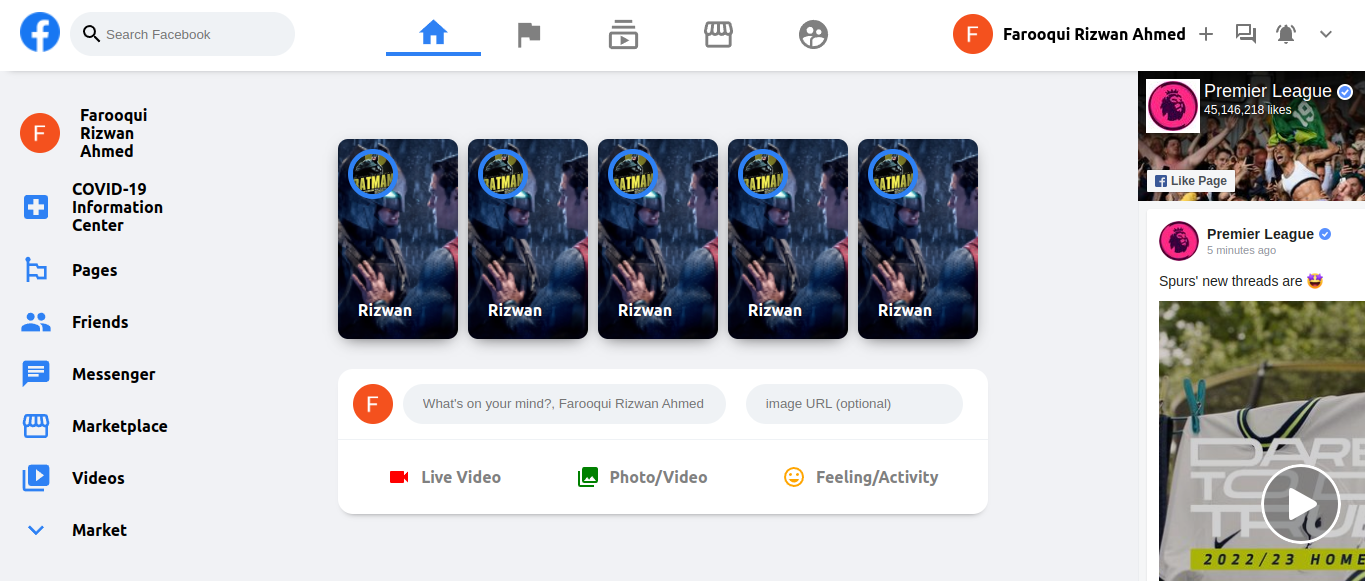 Search Facebook
F
Farooqui Rizwan Ahmed
F
Farooqui
Rizwan
Ahmed
COVID-19
Information
Center
Pages
Friends
Messenger
Marketplace
Videos
Market
BATMAN
Rizwan
BATMAN
Rizwan
BATMAN
Rizwan
BATMAN
Rizwan
BATMAN
Rizwan
F
What's on your mind?, Farooqui Rizwan Ahmed
image URL (optional)
Live Video
Photo/Video
Feeling/Activity
Premier League
45,146,218 likes
Like Page
Premier League
5 minutes ago
Spurs' new threads are 🤩
DARE
TO D
TRUE
2022/23 HOME